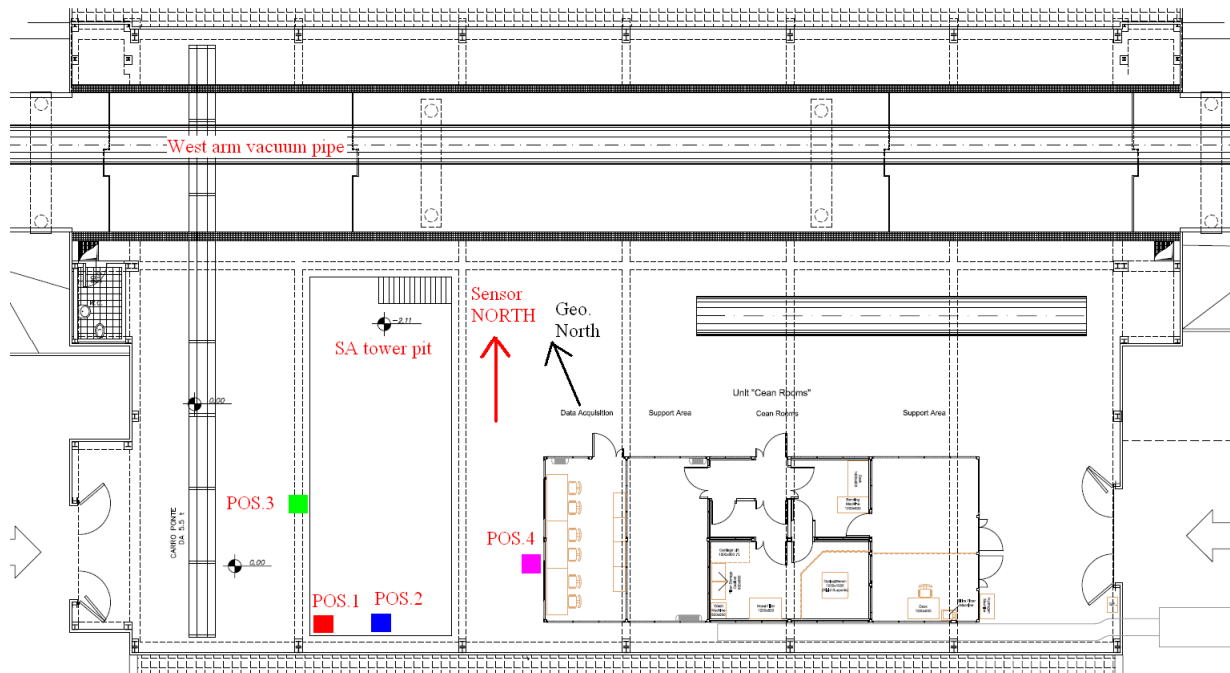 West arm vacuum pipe
W.C.
Sensor
NORTH
Geo.
North
-2.11
SA tower pit
Unit "Cean Rooms"
0.00
Data Acquisition
Support Area
Cean Rooms
Support Area
POS.3
CARRO PONTE
DA 5.5 t
POS.4
0.00
POS.1
POS.2